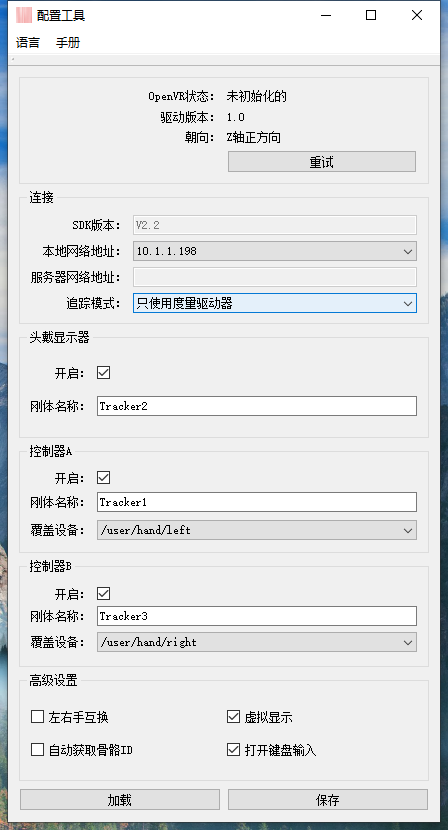 配置工具
语言 手册
OpenVR状态： 未初始化的
驱动版本： 1.0
朝向： Z轴正方向
重试
连接
SDK版本： V2.2
本地网络地址： 10.1.1.198
服务器网络地址：
追踪模式： 只使用度量驱动器
头戴显示器
开启：
刚体名称： Tracker2
控制器A
开启：
刚体名称： Tracker1
覆盖设备： /user/hand/left
控制器B
开启：
刚体名称： Tracker3
覆盖设备： /user/hand/right
高级设置
左右手互换 虚拟显示
自动获取骨骼ID 打开键盘输入
加载 保存